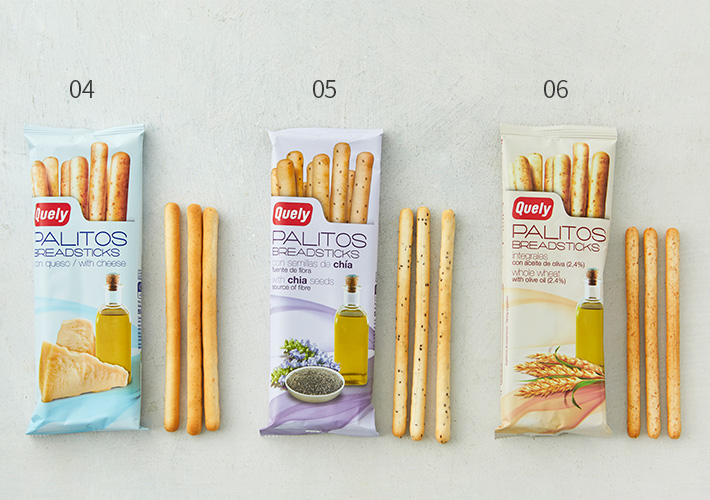 04
05
06
Quely
PALITOS
BREADSTICKS
con queso / with cheese
Quely
PALITOS
BREADSTICKS
con semillas de chía
fuente de fibra
with chia seeds
source of fibre
Quely
PALITOS
BREADSTICKS
integrales
con aceite de oliva (2,4%)
whole wheat
with olive oil (2.4%)